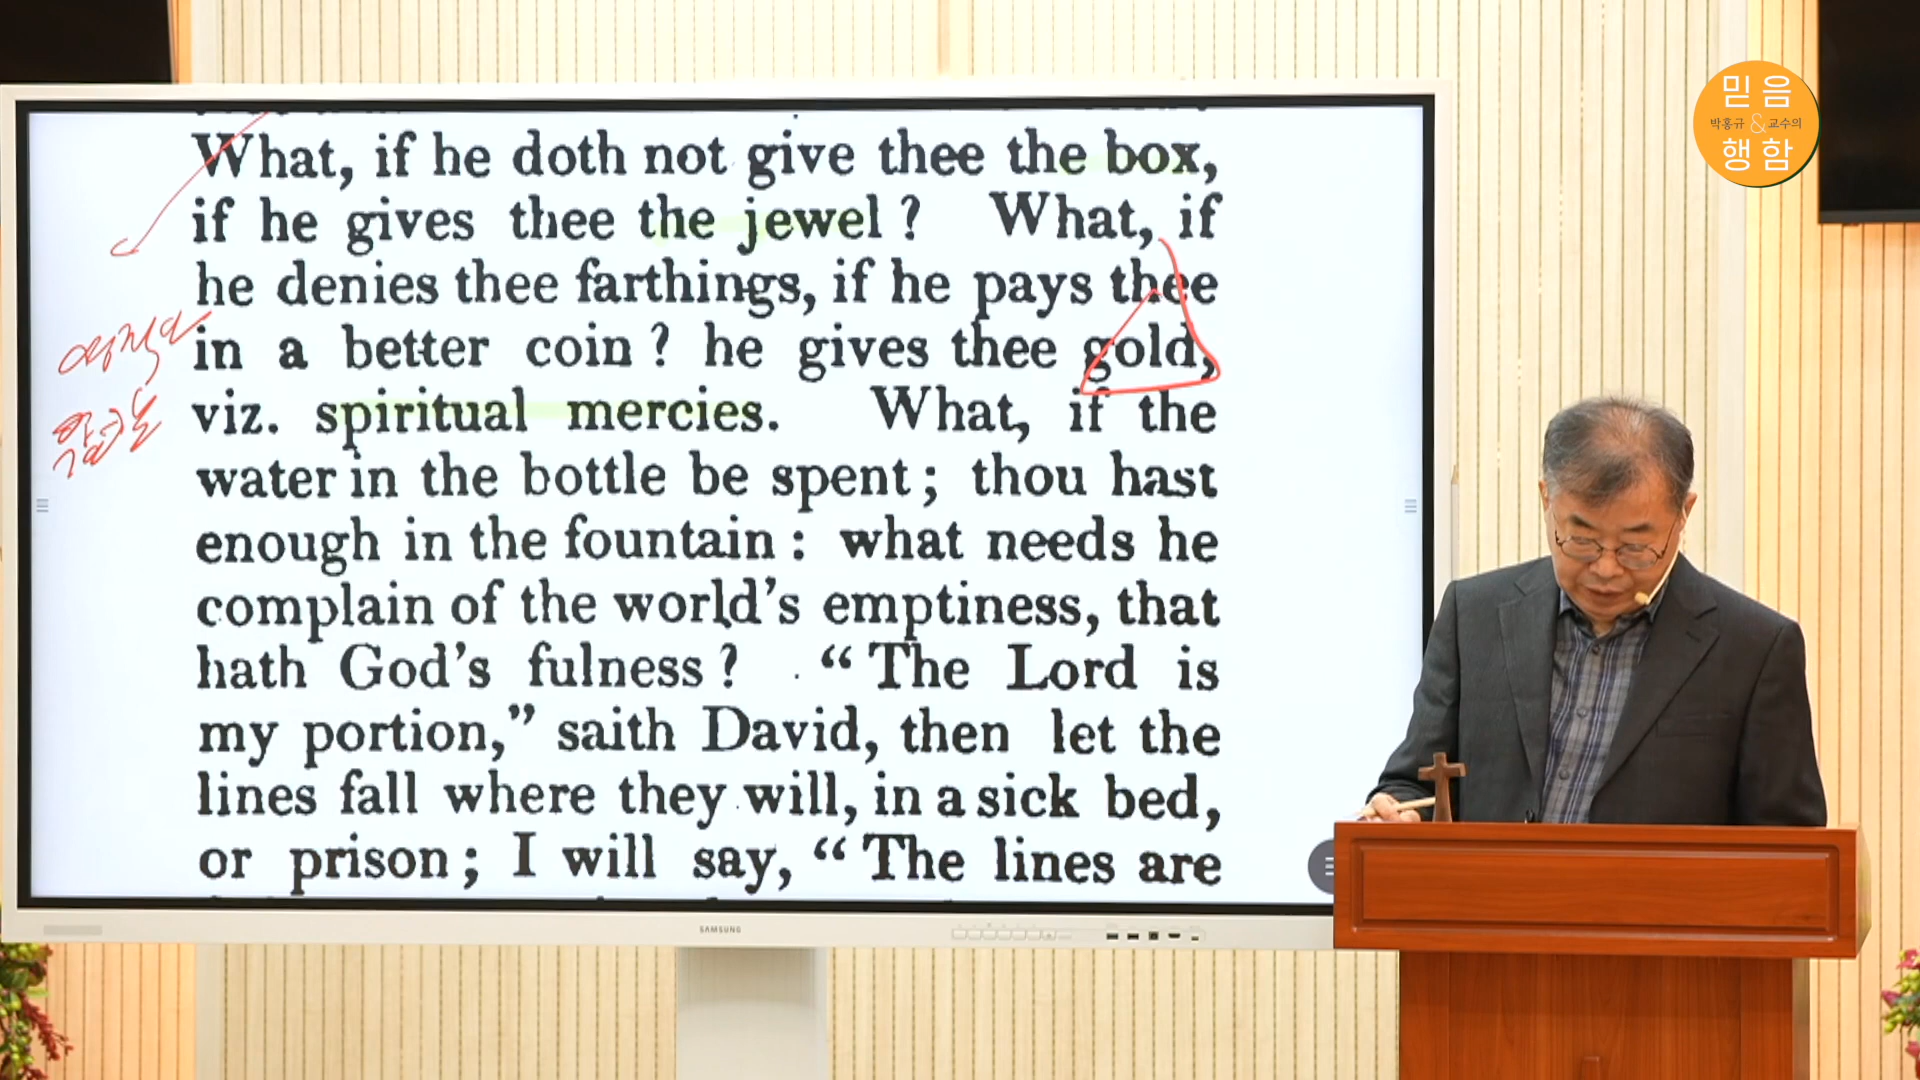 What, if he doth not give thee the box,
if he gives thee the jewel ? What, if
he denies thee farthings, if he pays thee
in a better coin ? he gives thee gold,
viz. spiritual mercies. What, if the
water in the bottle be spent ; thou hast
enough in the fountain : what needs he
complain of the world's emptiness, that
hath God's fulness ? “ The Lord is
my portion,” saith David, then let the
lines fall where they will, in a sick bed,
or prison ; I will say, “ The lines are
SAMSUNG
믿음
박홍규 & 교수의
행함